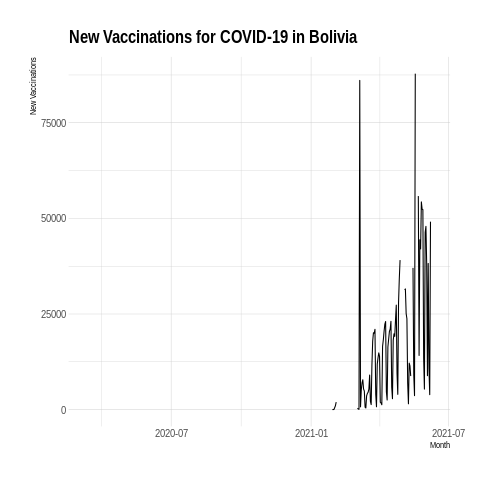 New Vaccinations for COVID-19 in Bolivia
New Vaccinations
75000
50000
25000
0
2020-07
2021-01
2021-07
Month